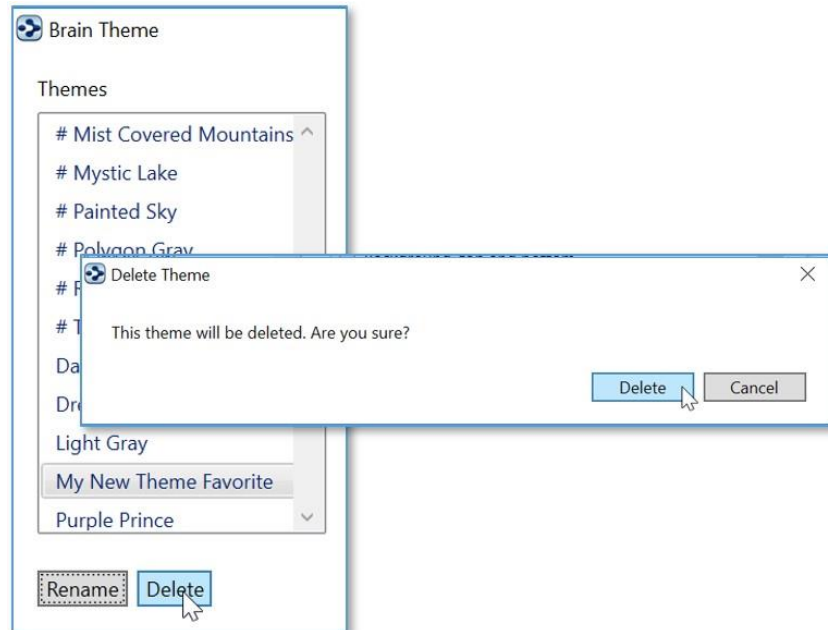 Brain Theme
Themes
# Mist Covered Mountains
# Mystic Lake
# Painted Sky
# Polygon Gray
Delete Theme
This theme will be deleted. Are you sure?
Delete
Cancel
Light Gray
My New Theme Favorite
Purple Prince
Rename
Delete